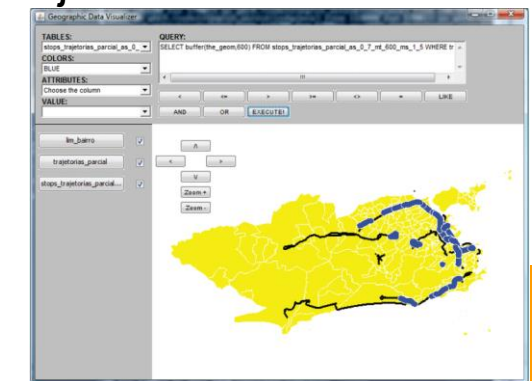 Geographic Data Visualizer
TABLES:
stops_trajetorias_parcial_as_0_
COLORS:
BLUE
ATTRIBUTES:
Choose the column
VALUE:
QUERY:
SELECT buffer(the_geom,600) FROM stops_trajetorias_parcial_as_0_7_mt_600_ms_1_5 WHERE tr
< <= > >= <> = LIKE
AND OR EXECUTE!
lim_bairro
trajetorias_parcial
stops_trajetorias_parcial...
Λ
< >
V
Zoom +
Zoom -